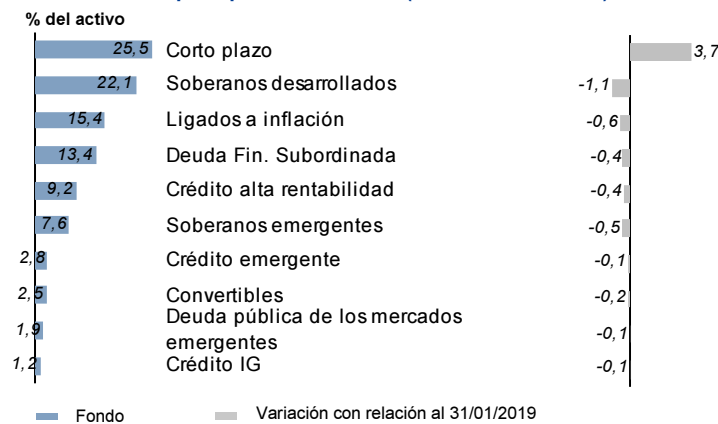 % del activo
25,5 Corto plazo 3,7
22,1 Soberanos desarrollados -1,1
15,4 Ligados a inflación -0,6
13,4 Deuda Fin. Subordinada -0,4
9,2 Crédito alta rentabilidad -0,4
7,6 Soberanos emergentes -0,5
2,8 Crédito emergente -0,1
2,5 Convertibles -0,2
1,9 Deuda pública de los mercados emergentes -0,1
1,2 Crédito IG -0,1
Fondo Variación con relación al 31/01/2019